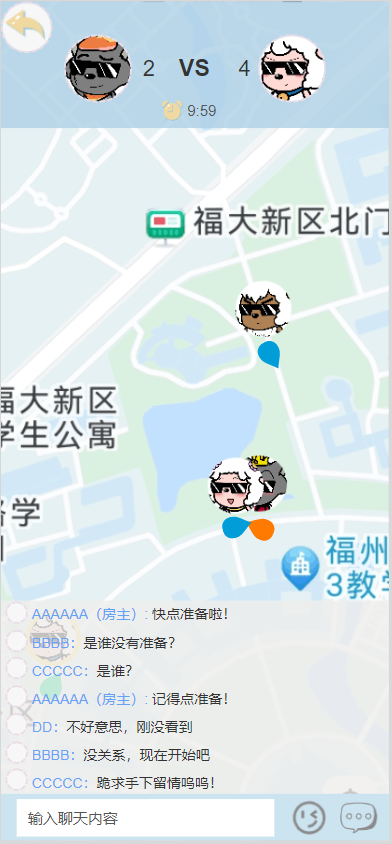 2 VS 4
9:59
福大新区北门
福大新区
学生公寓
学
福州
3教学
AAAAAA（房主）: 快点准备啦！
BBBB：是谁没有准备？
CCCCC：是谁？
AAAAAA（房主）: 记得点准备！
DD：不好意思，刚没看到
BBBB：没关系，现在开始吧
CCCCC：跪求手下留情呜呜！
输入聊天内容